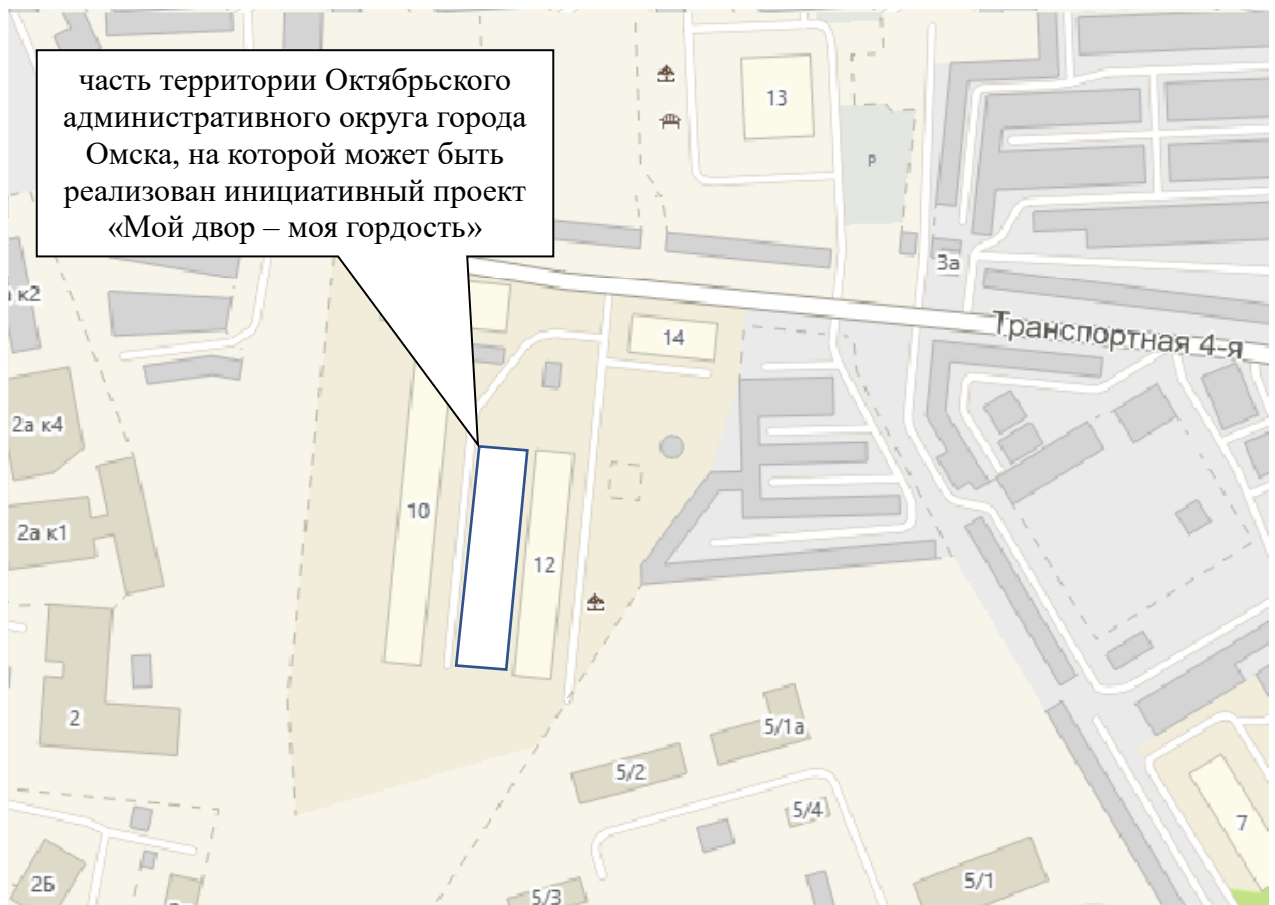 часть территории Октябрьского
административного округа города
Омска, на которой может быть
реализован инициативный проект
«Мой двор – моя гордость»
13
р
3а
к2
Транспортная 4-я
14
2а к4
10
2а к1
12
2
5/1а
5/2
5/4
7
2Б
5/3
5/1